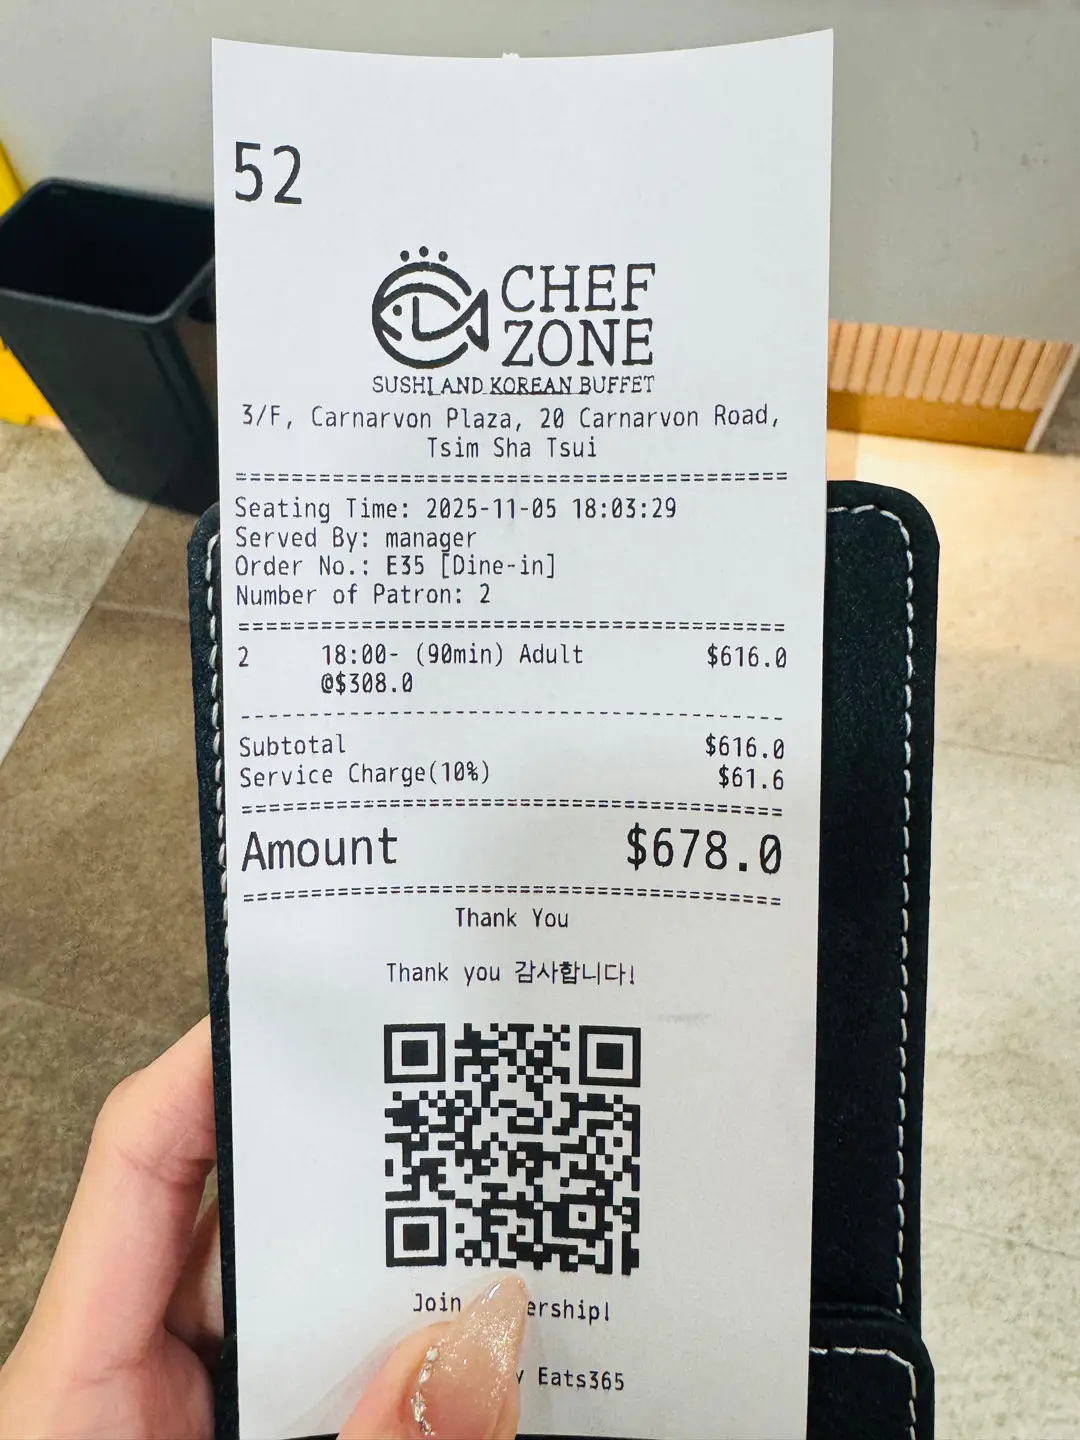 52
CHEF
ZONE
SUSHI AND KOREAN BUFFET
3/F, Carnarvon Plaza, 20 Carnarvon Road,
Tsim Sha Tsui
========================================
Seating Time: 2025-11-05 18:03:29
Served By: manager
Order No.: E35 [Dine-in]
Number of Patron: 2
========================================
2 18:00- (90min) Adult $616.0
@$308.0
----------------------------------------
Subtotal $616.0
Service Charge(10%) $61.6
========================================
Amount $678.0
========================================
Thank You
Thank you 감사합니다!
Join ership!
Eats365